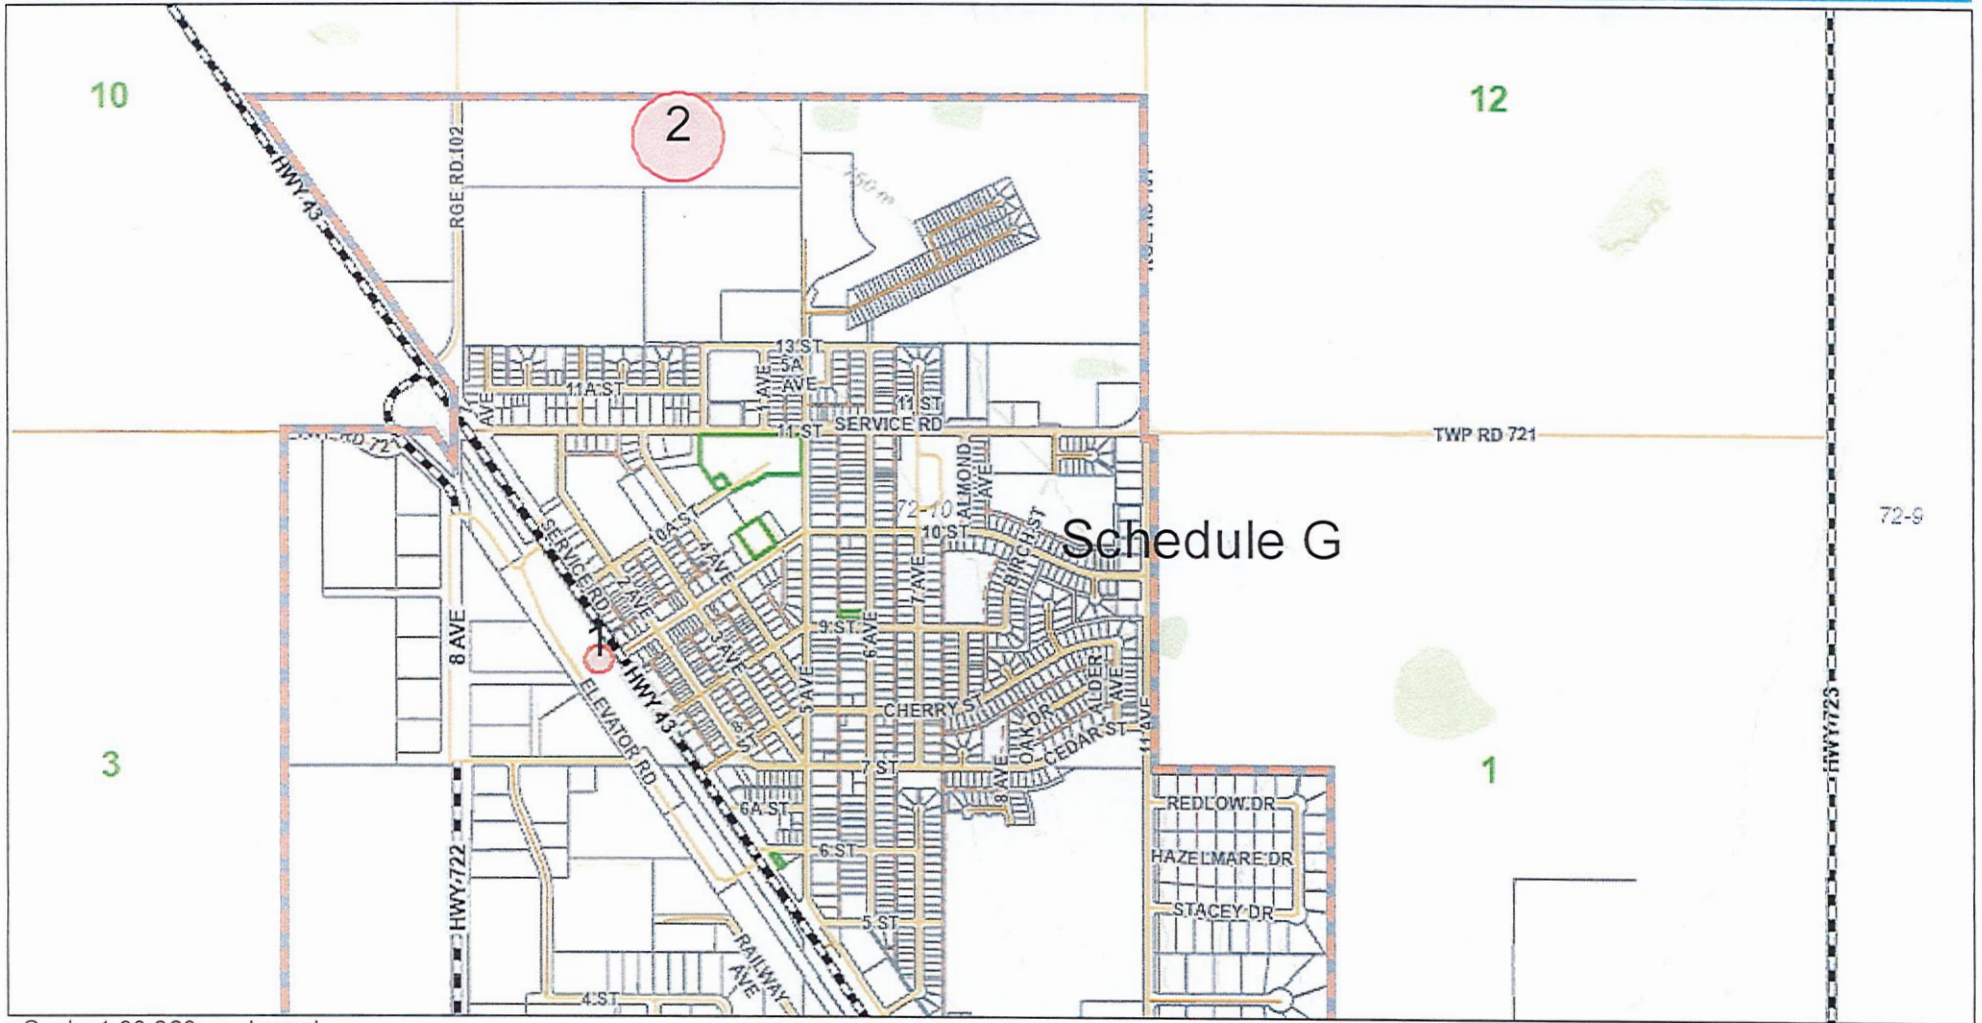 10
12
2
RGE RD 102
HWY 43
750 m
13 ST
5A
AVE
1 AVE
11A ST
AVE
11 ST
11 ST
SERVICE RD
TWP RD 721
ALMOND
AVE
72-10
10A ST
10 ST
BIRCH ST
Schedule G
72-9
SERVICE RD
4 AVE
2 AVE
3 AVE
7 AVE
9 ST
6 AVE
8 AVE
1
HWY 43
ELEVATOR RD
5 AVE
CHERRY ST
OAK DR
ALDER
AVE
CEDAR ST
11 AVE
HWY 723
3
1
7 ST
8 AVE
6A ST
REDLOW DR
6 ST
HAZELMARE DR
HWY 722
STACEY DR
5 ST
RAILWAY
AVE
4 ST